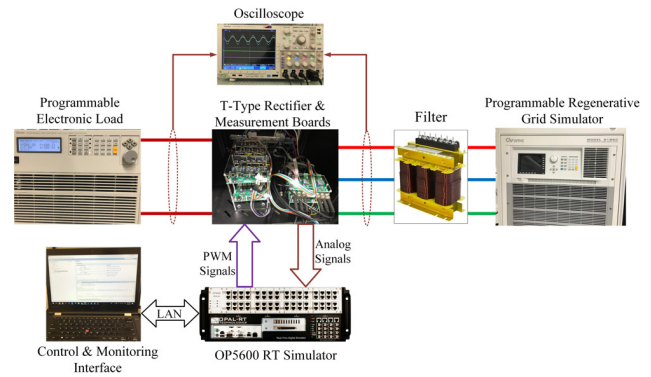 Oscilloscope
Programmable
Electronic Load
T-Type Rectifier &
Measurement Boards
Filter
Programmable Regenerative
Grid Simulator
Chroma
PWM
Signals
Analog
Signals
LAN
OPAL-RT
Control & Monitoring
Interface
OP5600 RT Simulator